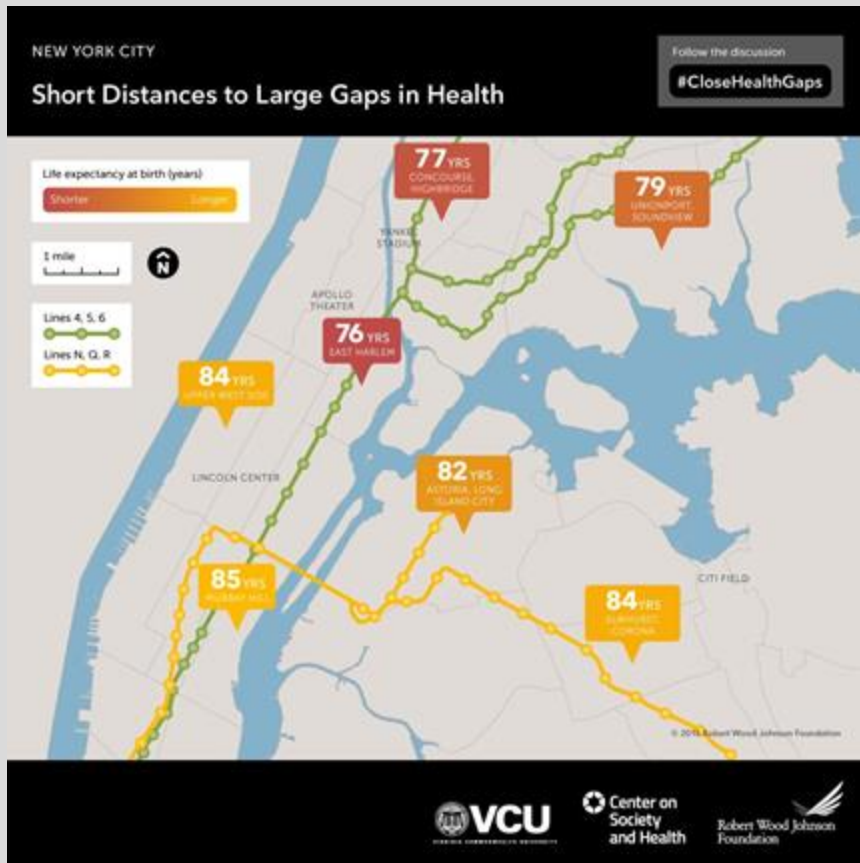 NEW YORK CITY
Short Distances to Large Gaps in Health
Follow the discussion
#CloseHealthGaps
Life expectancy at birth (years)
Shorter
Longer
1 mile
N
Lines 4, 5, 6
Lines N, Q, R
77 YRS
CONCOURSE,
HIGHBRIDGE
79 YRS
UNIONPORT,
SOUNDVIEW
YANKEE
STADIUM
APOLLO
THEATER
76 YRS
EAST HARLEM
84 YRS
UPPER WEST SIDE
LINCOLN CENTER
82 YRS
ASTORIA, LONG
ISLAND CITY
85 YRS
MURRAY HILL
CITI FIELD
84 YRS
ELMHURST,
CORONA
Robert Wood Johnson Foundation
VCU
VIRGINIA COMMONWEALTH UNIVERSITY
Center on
Society
and Health
Robert Wood Johnson
Foundation